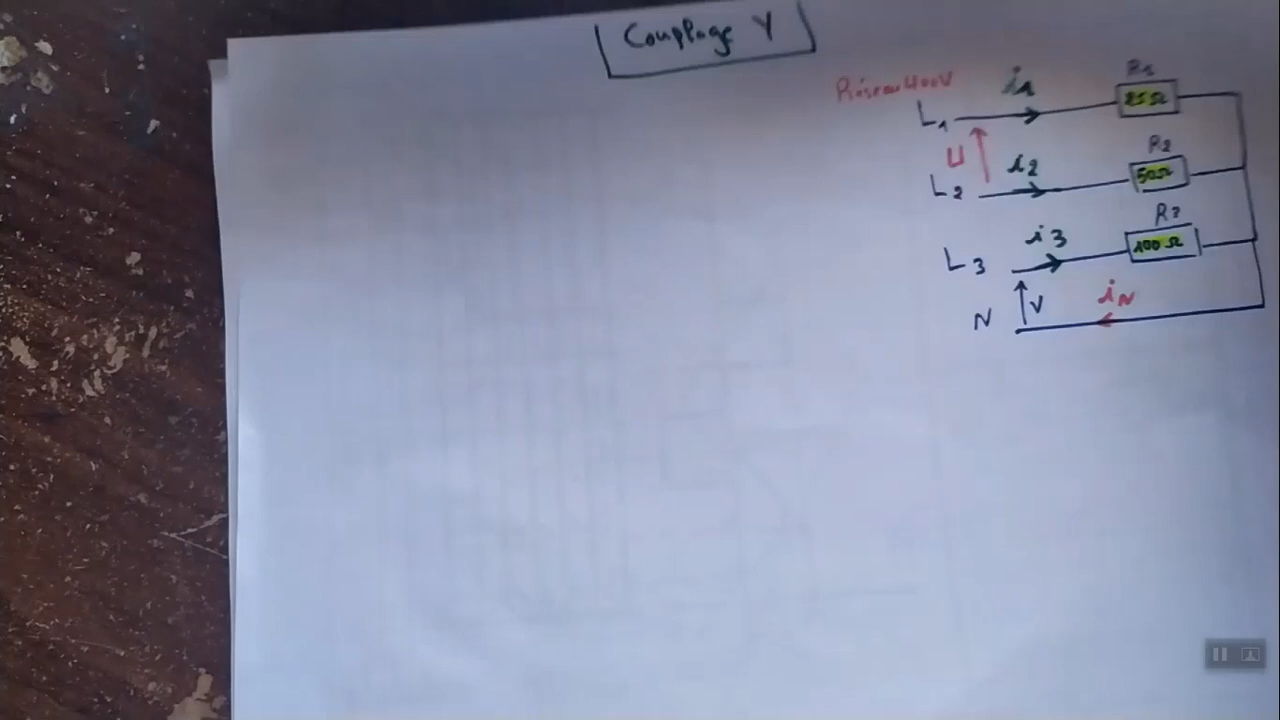 Couplage Y
Réseau 400V
L1 i1 R1 25Ω
U
L2 i2 R2 50Ω
L3 i3 R3 100Ω
N V iN